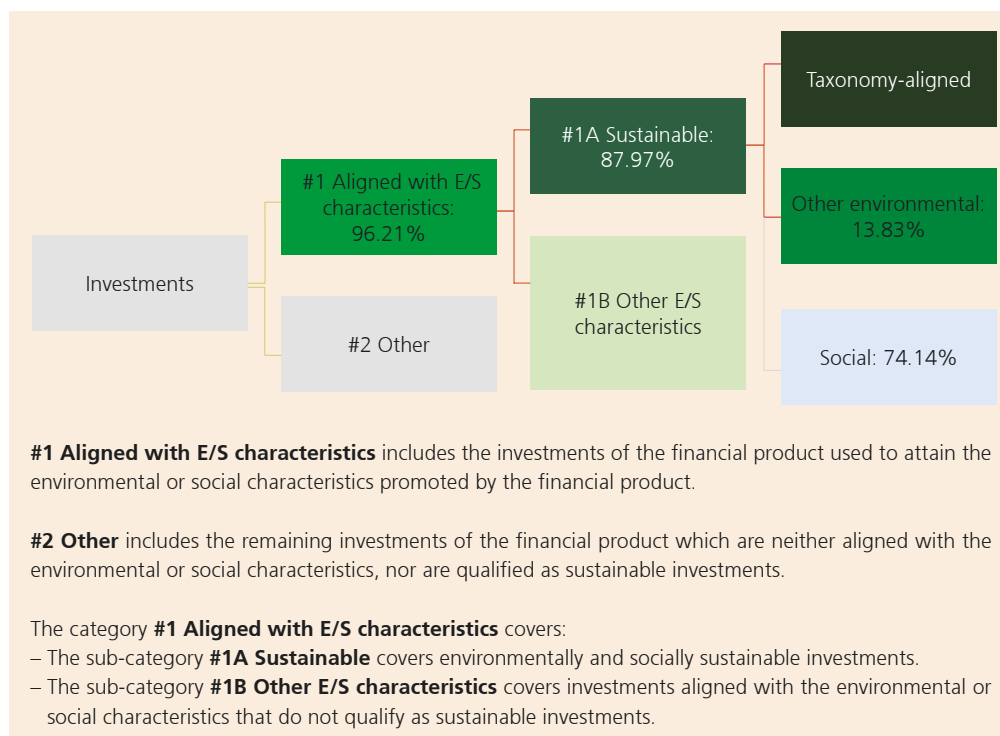 Taxonomy-aligned
#1A Sustainable:
87.97%
#1 Aligned with E/S
characteristics:
96.21%
Other environmental:
13.83%
Investments
#1B Other E/S
characteristics
#2 Other
Social: 74.14%
#1 Aligned with E/S characteristics includes the investments of the financial product used to attain the
environmental or social characteristics promoted by the financial product.
#2 Other includes the remaining investments of the financial product which are neither aligned with the
environmental or social characteristics, nor are qualified as sustainable investments.
The category #1 Aligned with E/S characteristics covers:
– The sub-category #1A Sustainable covers environmentally and socially sustainable investments.
– The sub-category #1B Other E/S characteristics covers investments aligned with the environmental or
social characteristics that do not qualify as sustainable investments.